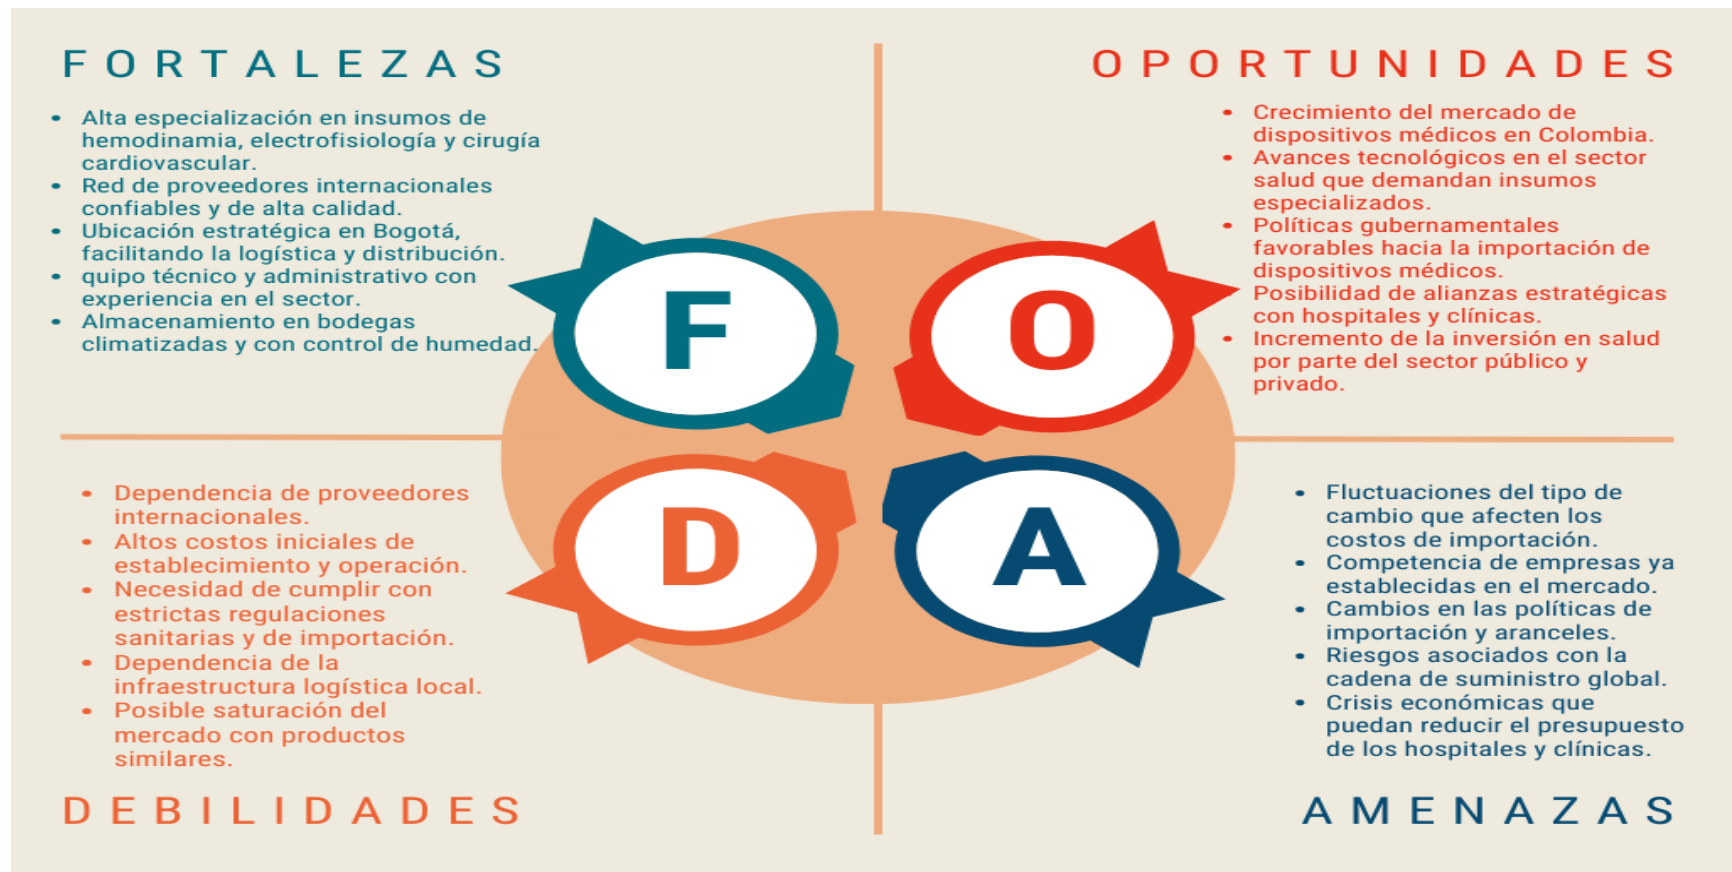 FORTALEZAS
• Alta especialización en insumos de
hemodinamia, electrofisiología y cirugía
cardiovascular.
• Red de proveedores internacionales
confiables y de alta calidad.
• Ubicación estratégica en Bogotá,
facilitando la logística y distribución.
• quipo técnico y administrativo con
experiencia en el sector.
• Almacenamiento en bodegas
climatizadas y con control de humedad.
OPORTUNIDADES
• Crecimiento del mercado de
dispositivos médicos en Colombia.
• Avances tecnológicos en el sector
salud que demandan insumos
especializados.
• Políticas gubernamentales
favorables hacia la importación de
dispositivos médicos.
Posibilidad de alianzas estratégicas
con hospitales y clínicas.
• Incremento de la inversión en salud
por parte del sector público y
privado.
F
O
D
A
• Dependencia de proveedores
internacionales.
• Altos costos iniciales de
establecimiento y operación.
• Necesidad de cumplir con
estrictas regulaciones
sanitarias y de importación.
• Dependencia de la
infraestructura logística local.
• Posible saturación del
mercado con productos
similares.
DEBILIDADES
• Fluctuaciones del tipo de
cambio que afecten los
costos de importación.
• Competencia de empresas ya
establecidas en el mercado.
• Cambios en las políticas de
importación y aranceles.
• Riesgos asociados con la
cadena de suministro global.
• Crisis económicas que
puedan reducir el presupuesto
de los hospitales y clínicas.
AMENAZAS